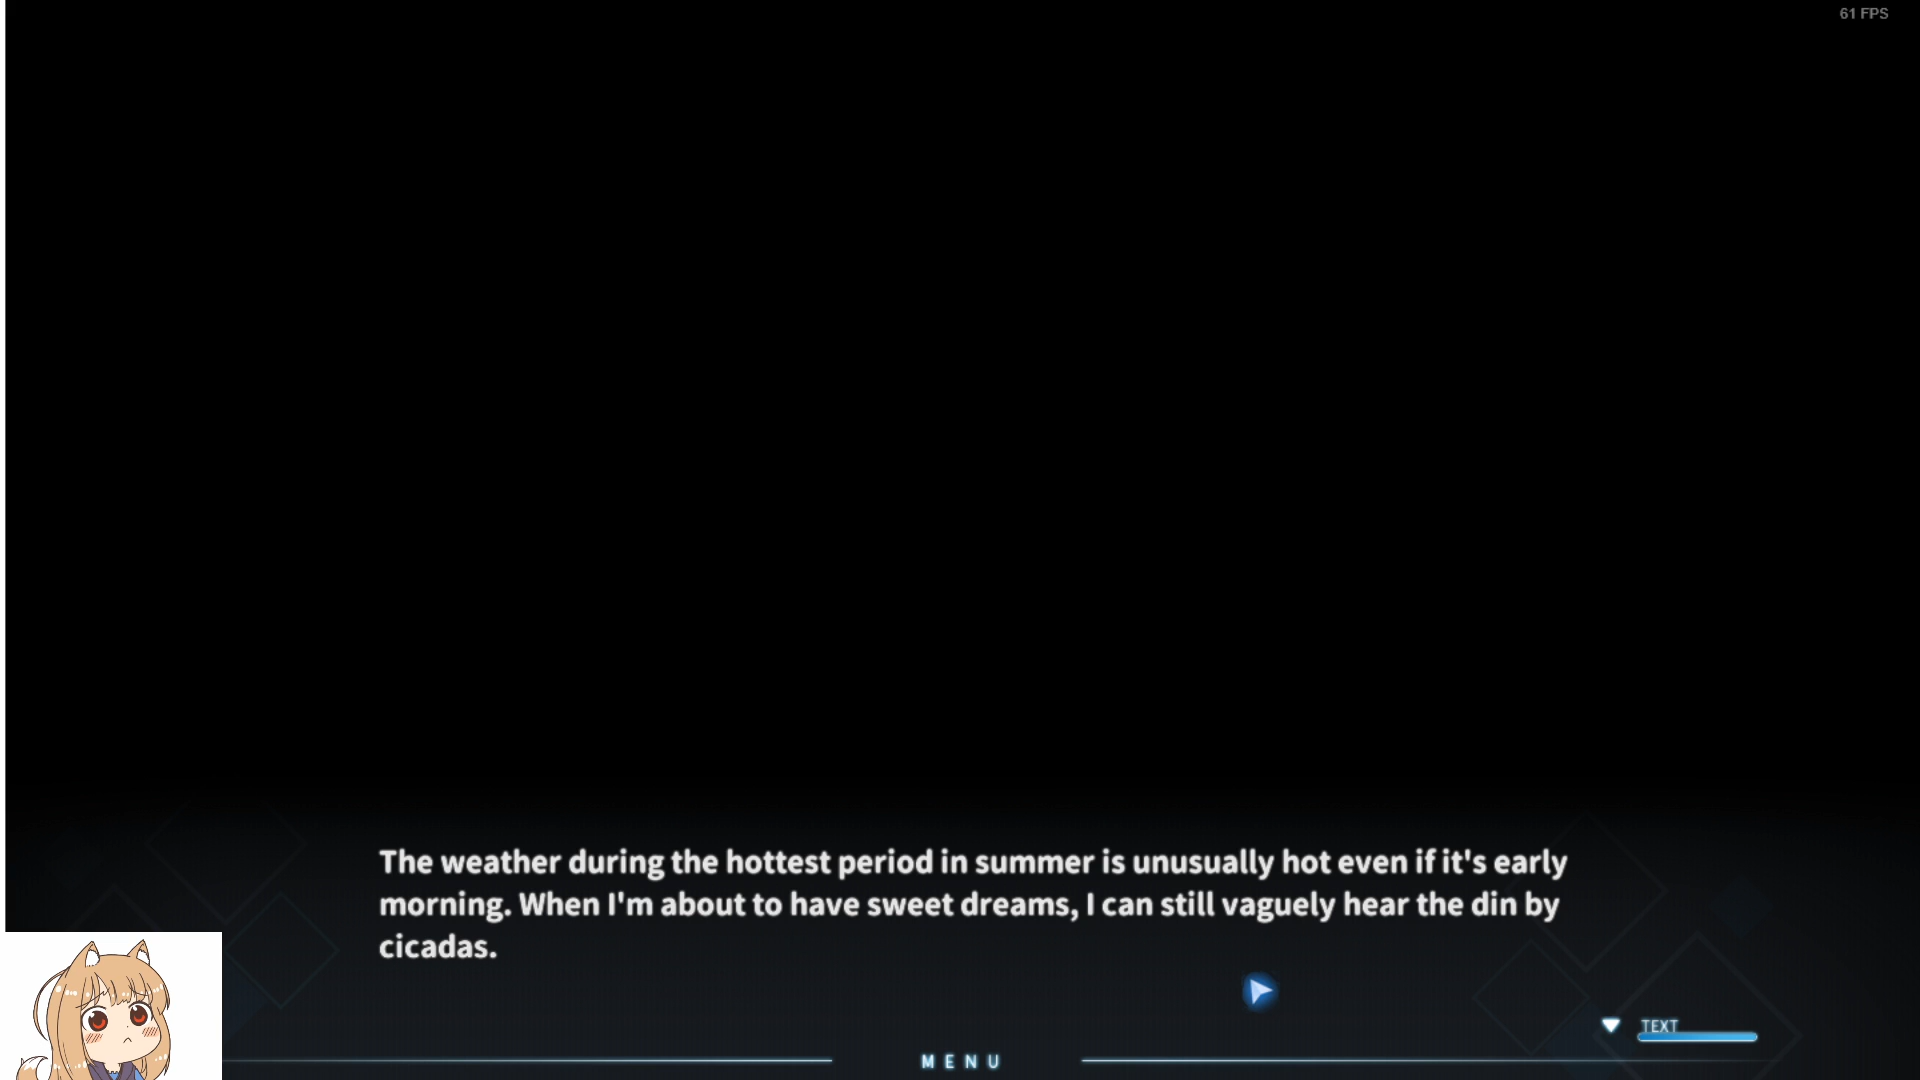 61 FPS
The weather during the hottest period in summer is unusually hot even if it's early
morning. When I'm about to have sweet dreams, I can still vaguely hear the din by
cicadas.
TEXT
MENU